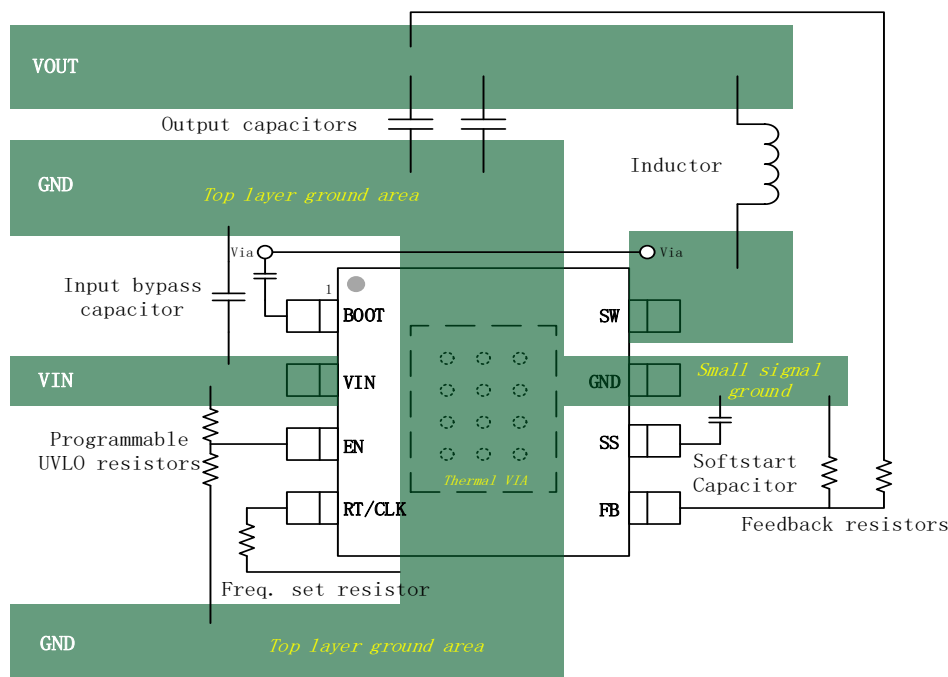 VOUT
Output capacitors
Inductor
GND
Top layer ground area
Via
Via
Input bypass
capacitor
1
BOOT
SW
VIN
VIN
GND
Small signal
ground
Programmable
UVLO resistors
EN
SS
Softstart
Capacitor
Thermal VIA
RT/CLK
FB
Feedback resistors
Freq. set resistor
GND
Top layer ground area